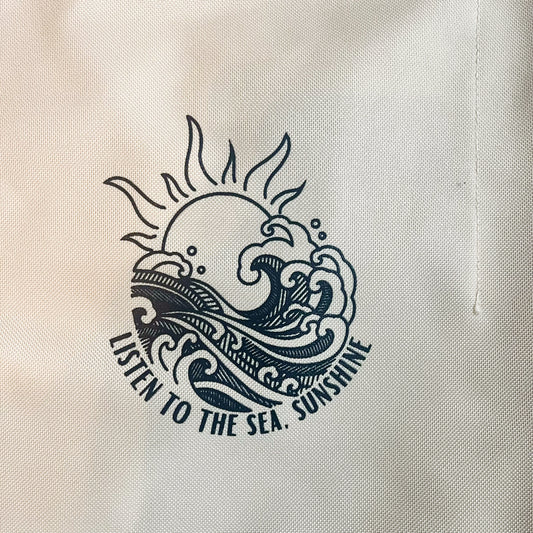 LISTEN TO THE SEA, SUNSHINE